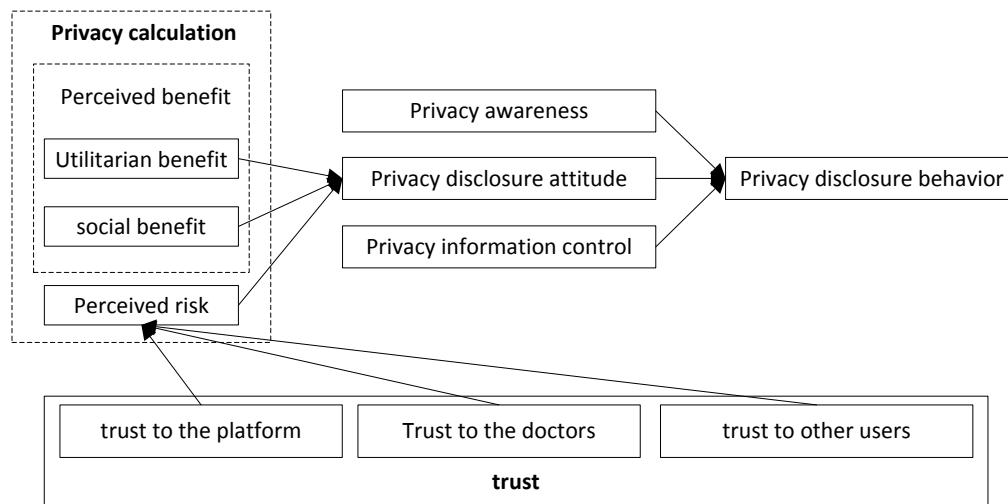 Privacy calculation
Perceived benefit
Utilitarian benefit
social benefit
Perceived risk
Privacy awareness
Privacy disclosure attitude
Privacy information control
Privacy disclosure behavior
trust to the platform
Trust to the doctors
trust to other users
trust